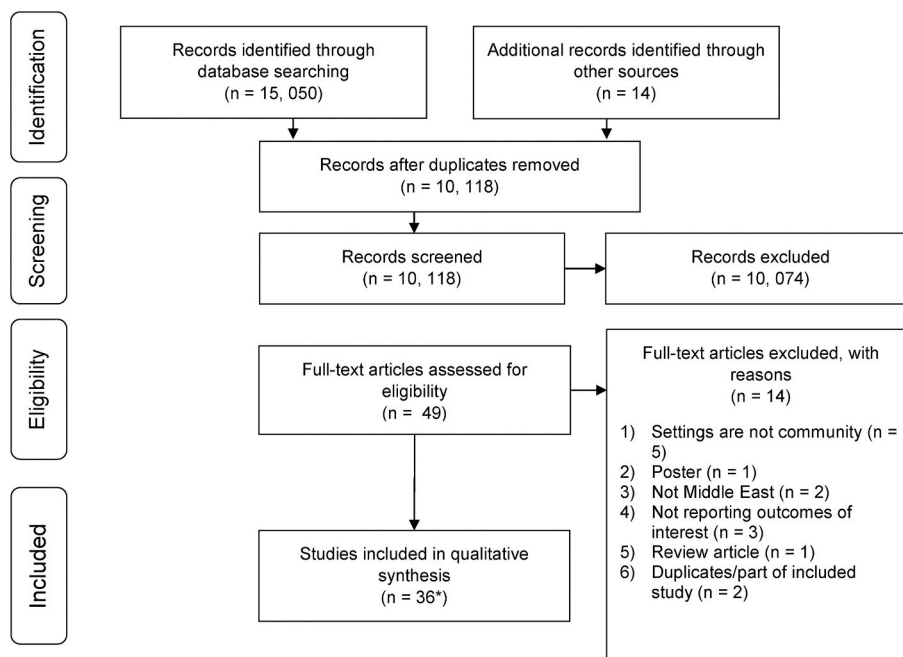 Identification
Records identified through
database searching
(n = 15, 050)
Additional records identified through
other sources
(n = 14)
Records after duplicates removed
(n = 10, 118)
Screening
Records screened
(n = 10, 118)
Records excluded
(n = 10, 074)
Eligibility
Full-text articles assessed for
eligibility
(n = 49)
Full-text articles excluded, with
reasons
(n = 14)
1) Settings are not community (n =
5)
2) Poster (n = 1)
3) Not Middle East (n = 2)
4) Not reporting outcomes of
interest (n = 3)
5) Review article (n = 1)
6) Duplicates/part of included
study (n = 2)
Included
Studies included in qualitative
synthesis
(n = 36*)